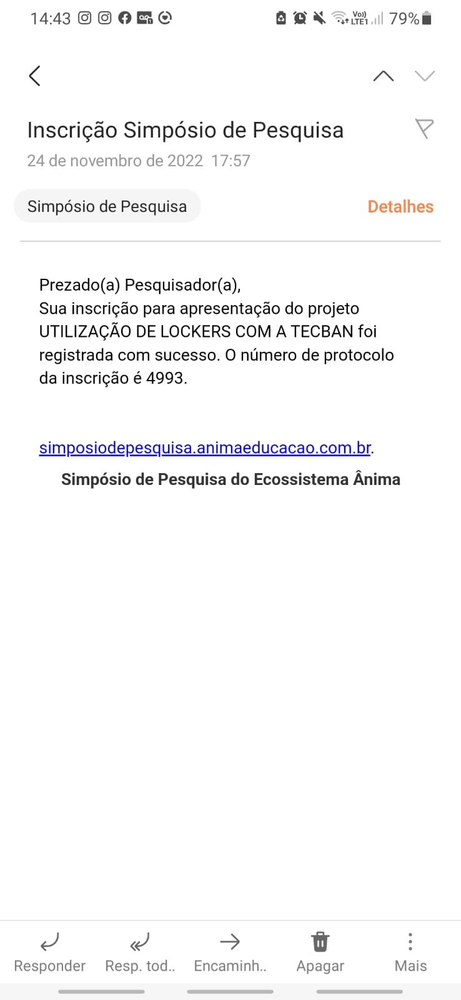 14:43
Vo))
LTE1
79%
Inscrição Simpósio de Pesquisa
24 de novembro de 2022 17:57
Simpósio de Pesquisa
Detalhes
Prezado(a) Pesquisador(a),
Sua inscrição para apresentação do projeto
UTILIZAÇÃO DE LOCKERS COM A TECBAN foi
registrada com sucesso. O número de protocolo
da inscrição é 4993.
simposiodepesquisa.animaeducacao.com.br.
Simpósio de Pesquisa do Ecossistema Ânima
Responder
Resp. tod..
Encaminh..
Apagar
Mais